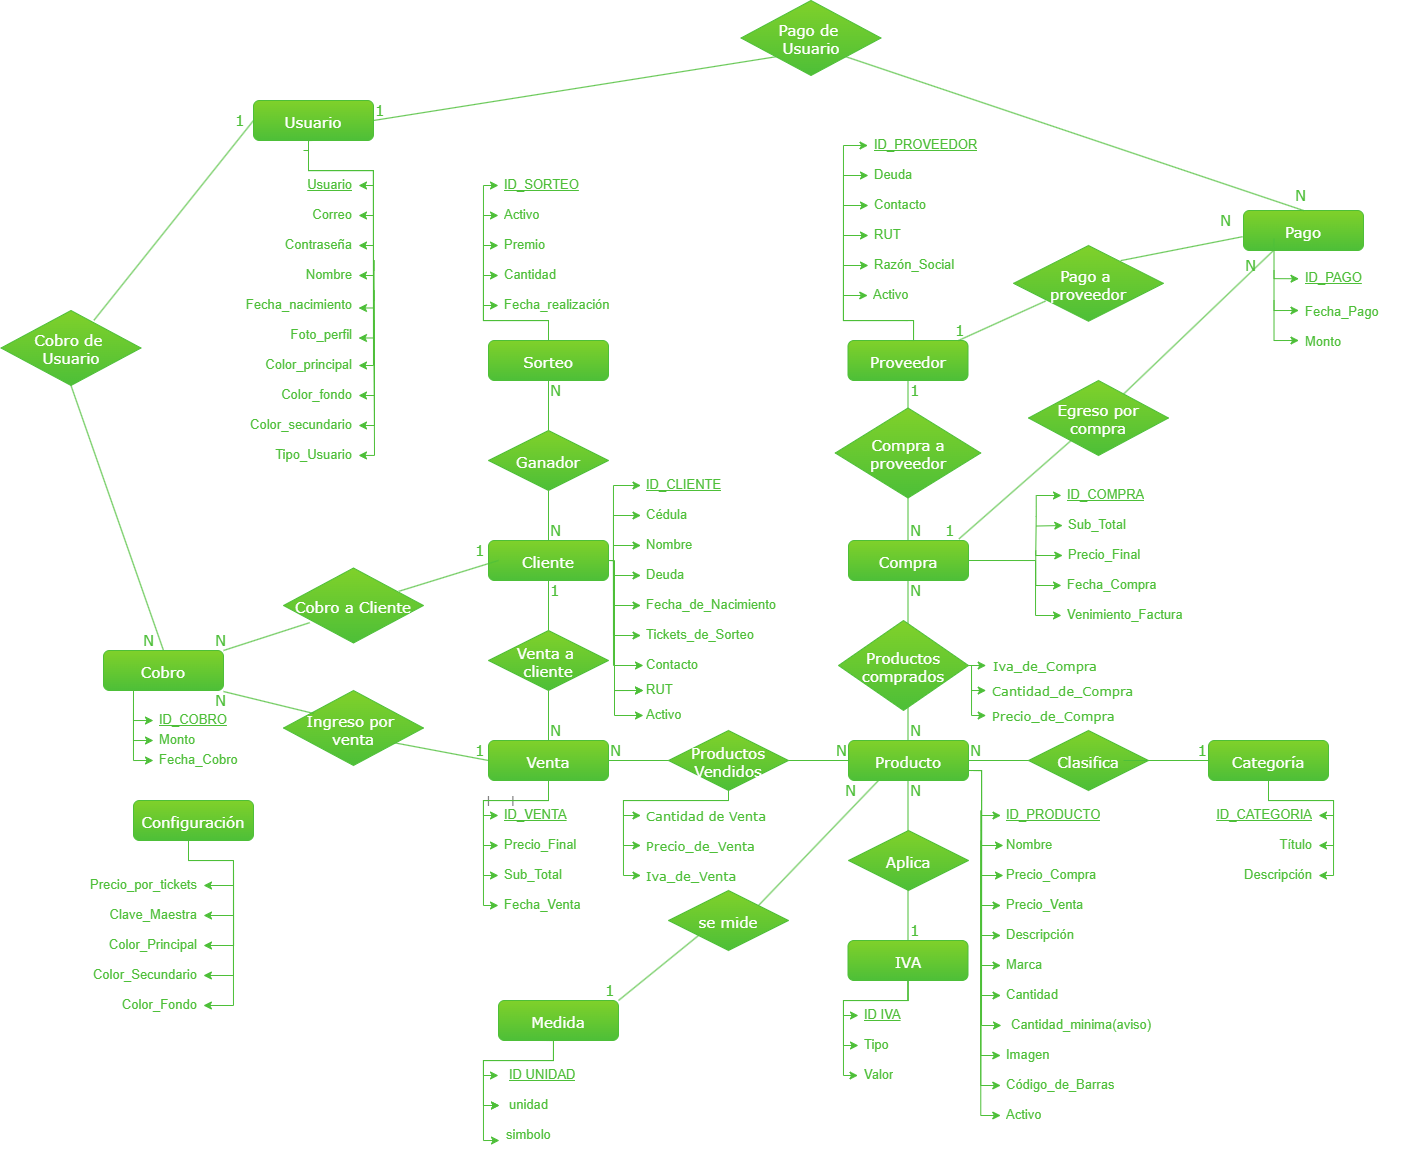 Pago de
Usuario
1
1
Usuario
Usuario
Correo
Contraseña
Nombre
Fecha_nacimiento
Foto_perfil
Color_principal
Color_fondo
Color_secundario
Tipo_Usuario
ID_SORTEO
Activo
Premio
Cantidad
Fecha_realización
Sorteo
N
Ganador
N
ID_PROVEEDOR
Deuda
Contacto
RUT
Razón_Social
Activo
Proveedor
1
1
Pago a
proveedor
N
N
N
Pago
ID_PAGO
Fecha_Pago
Monto
Cobro de
Usuario
Egreso por
compra
Compra a
proveedor
N
1
Compra
N
ID_COMPRA
Sub_Total
Precio_Final
Fecha_Compra
Venimiento_Factura
ID_CLIENTE
Cédula
Nombre
Deuda
Fecha_de_Nacimiento
Tickets_de_Sorteo
Contacto
RUT
Activo
1
Cliente
1
Cobro a Cliente
N
N
Cobro
N
ID_COBRO
Monto
Fecha_Cobro
Venta a
cliente
N
Ingreso por
venta
1
Venta
N
Productos
Vendidos
N
Productos
comprados
Iva_de_Compra
Cantidad_de_Compra
Precio_de_Compra
N
Producto
N
N
N
Clasifica
1
Categoría
ID_CATEGORIA
Título
Descripción
Configuración
Precio_por_tickets
Clave_Maestra
Color_Principal
Color_Secundario
Color_Fondo
ID_VENTA
Precio_Final
Sub_Total
Fecha_Venta
Cantidad de Venta
Precio_de_Venta
Iva_de_Venta
se mide
1
Medida
ID UNIDAD
unidad
simbolo
Aplica
1
IVA
ID IVA
Tipo
Valor
ID_PRODUCTO
Nombre
Precio_Compra
Precio_Venta
Descripción
Marca
Cantidad
Cantidad_minima(aviso)
Imagen
Código_de_Barras
Activo